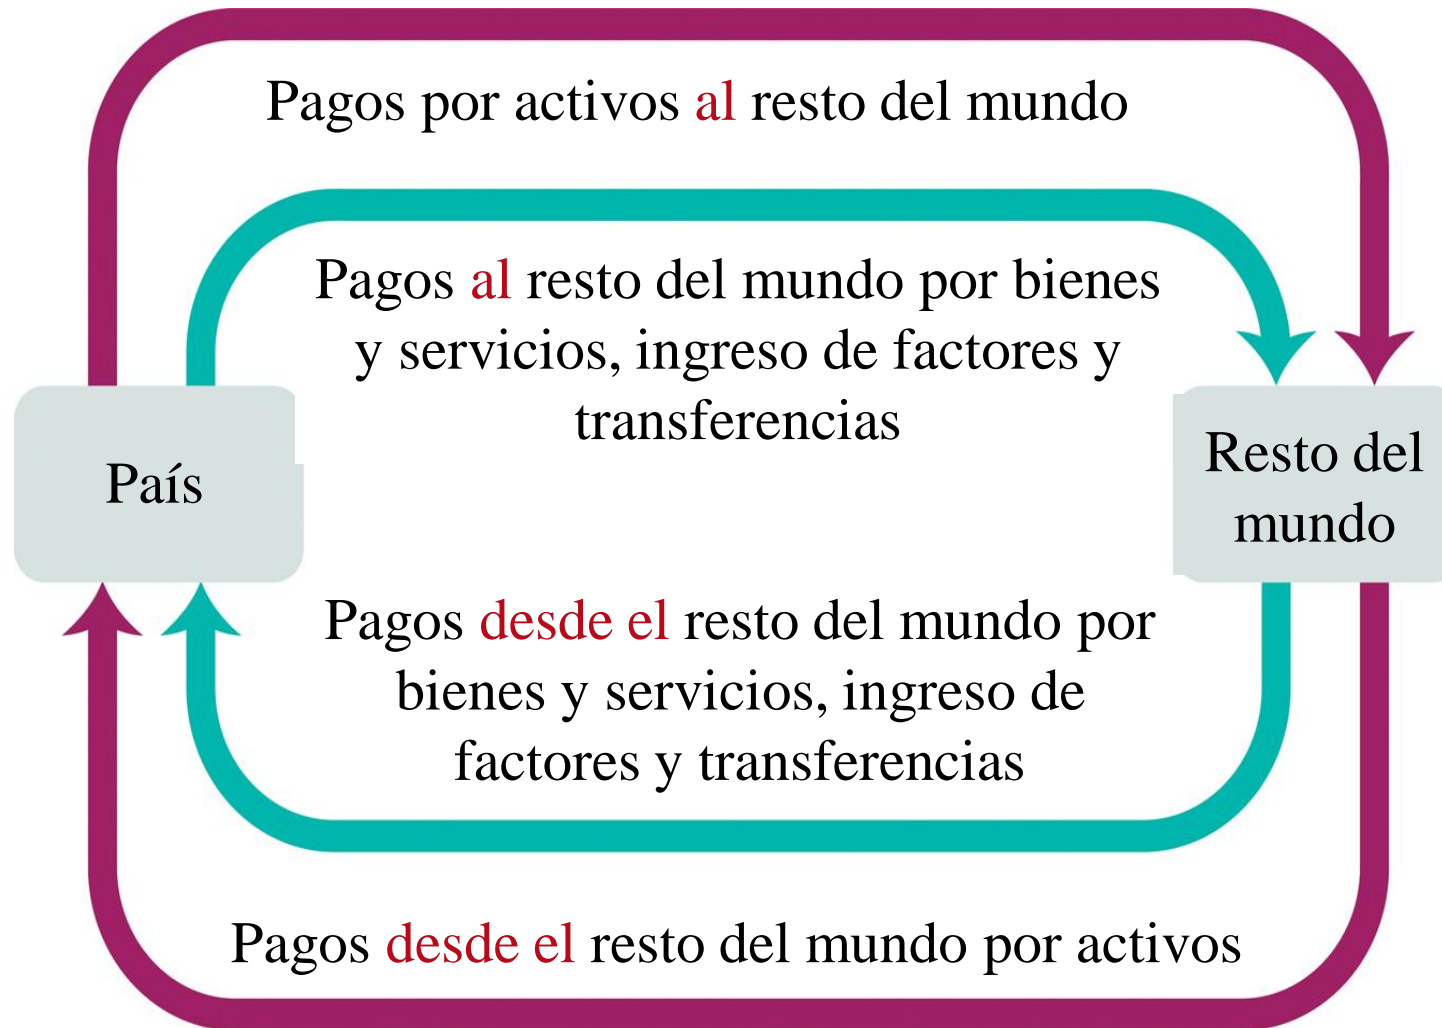 Pagos por activos al resto del mundo
Pagos al resto del mundo por bienes
y servicios, ingreso de factores y
transferencias
País
Resto del
mundo
Pagos desde el resto del mundo por
bienes y servicios, ingreso de
factores y transferencias
Pagos desde el resto del mundo por activos